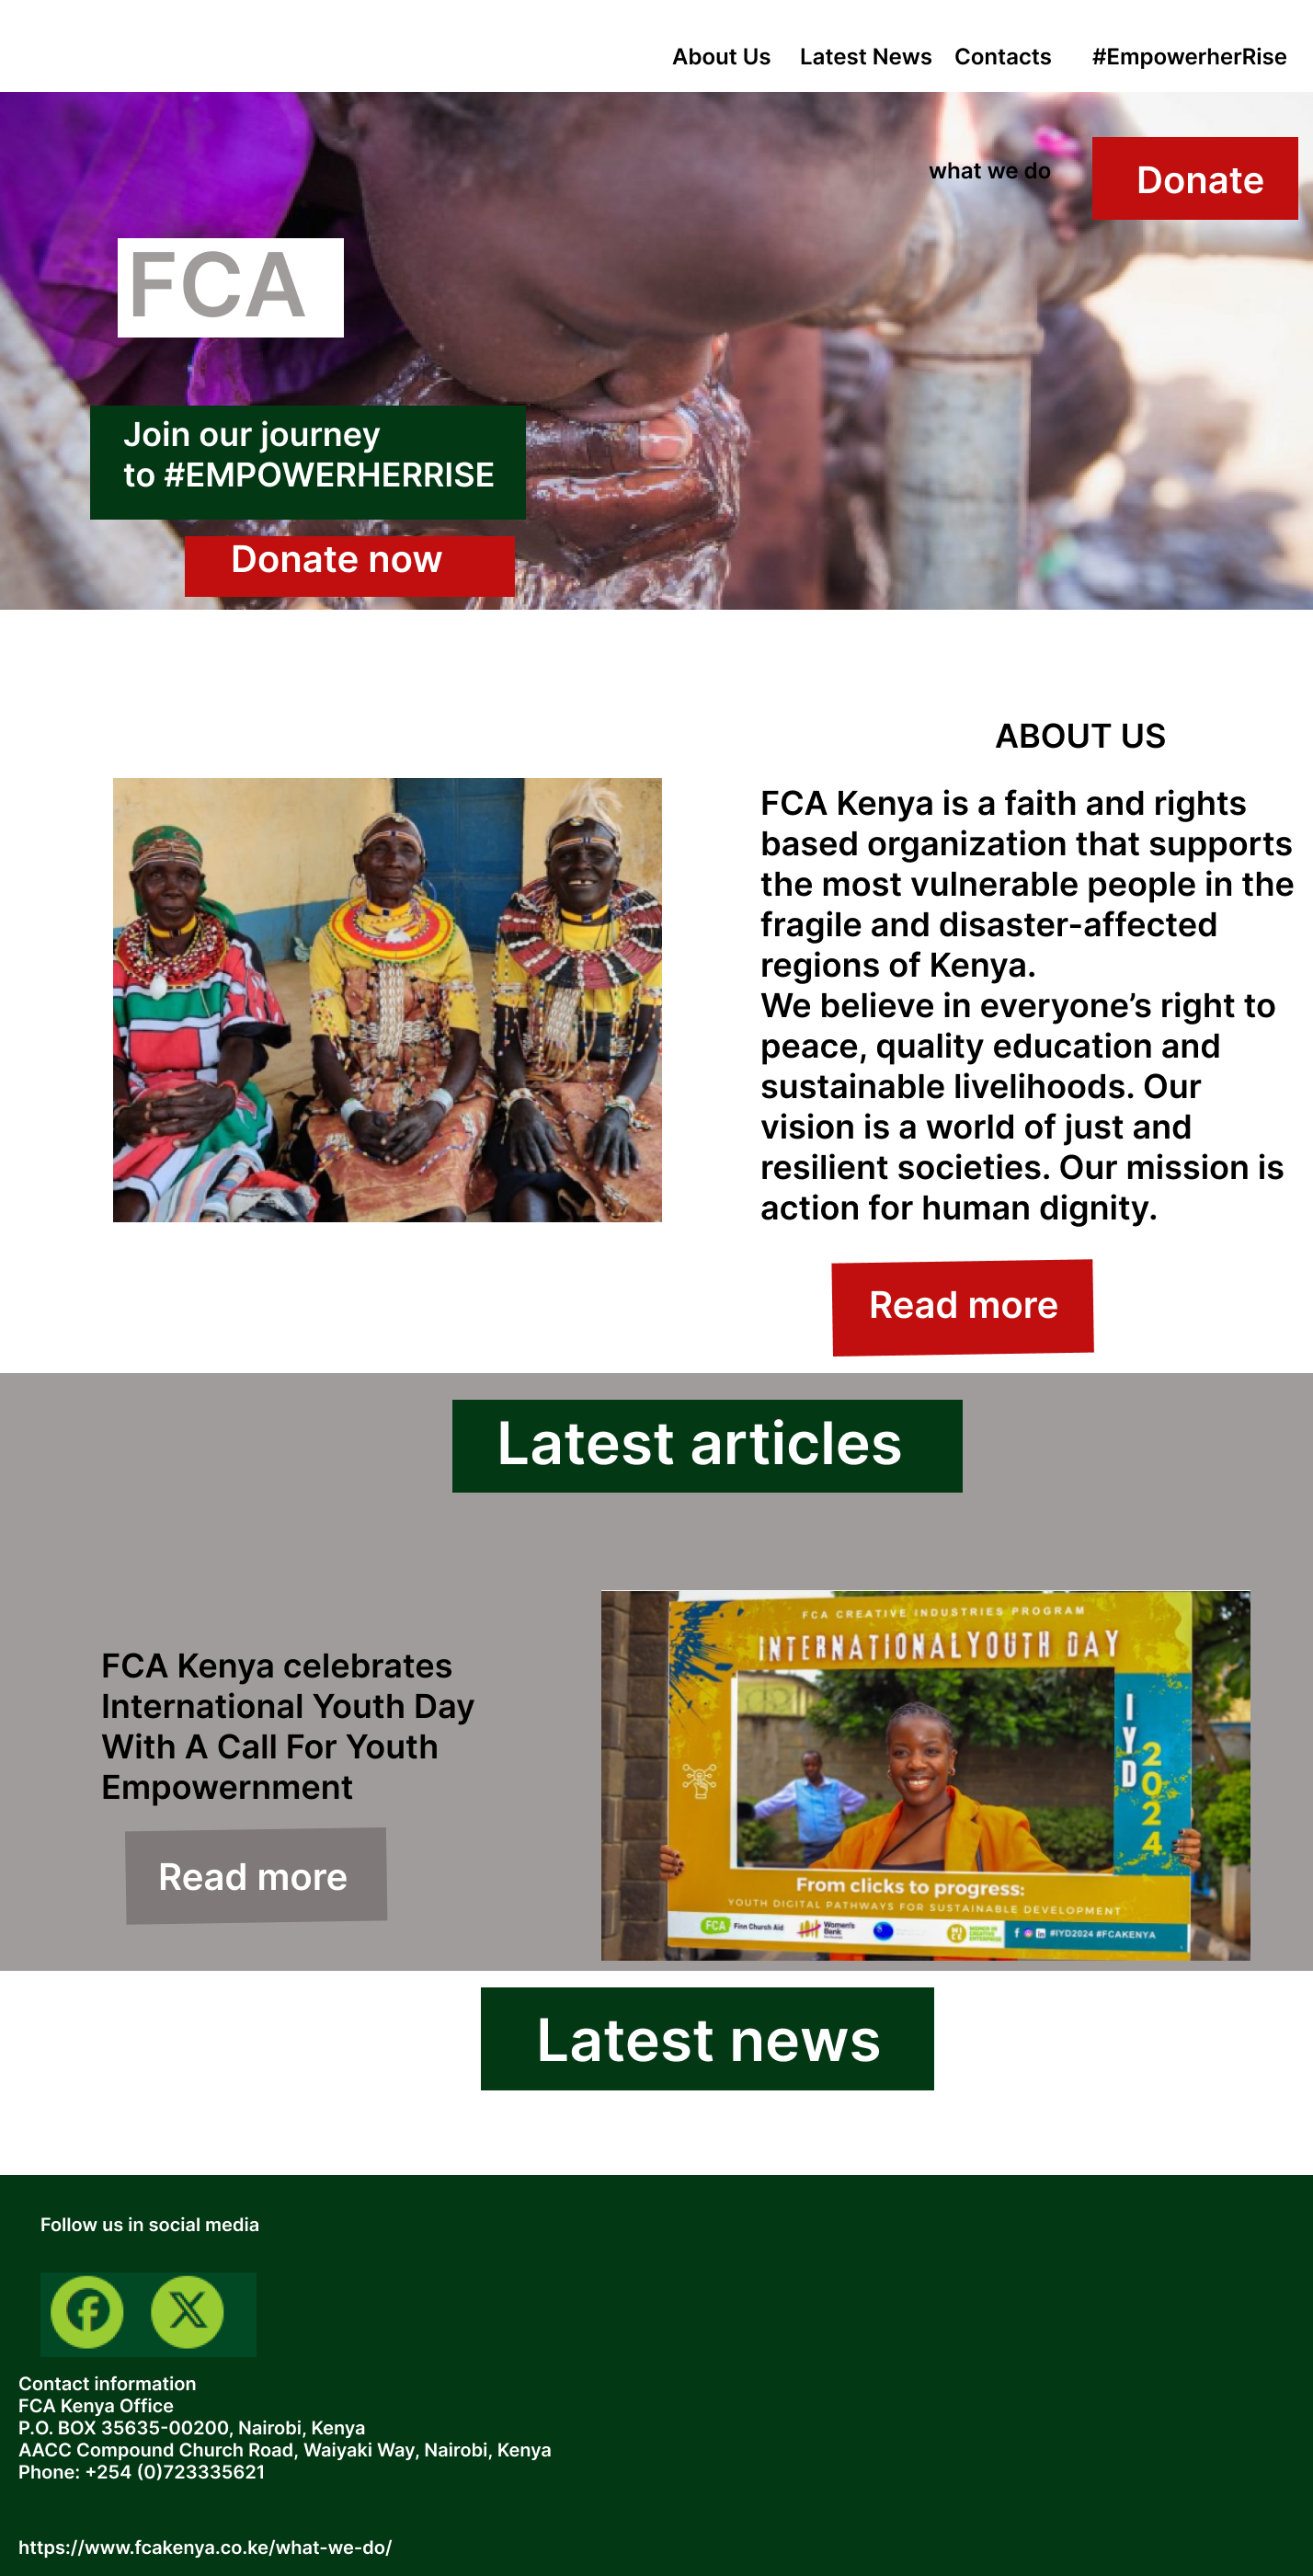 About Us Latest News Contacts #EmpowerherRise
what we do
Donate
FCA
Join our journey
to #EMPOWERHERRISE
Donate now
ABOUT US
FCA Kenya is a faith and rights
based organization that supports
the most vulnerable people in the
fragile and disaster-affected
regions of Kenya.
We believe in everyone’s right to
peace, quality education and
sustainable livelihoods. Our
vision is a world of just and
resilient societies. Our mission is
action for human dignity.
Read more
Latest articles
FCA Kenya celebrates
International Youth Day
With A Call For Youth
Empowernment
Read more
FCA CREATIVE INDUSTRIES PROGRAM
INTERNATIONAL YOUTH DAY
IYD
2024
From clicks to progress:
YOUTH DIGITAL PATHWAYS FOR SUSTAINABLE DEVELOPMENT
FCA Finn Church Aid Women's Bank
#IYD2024 #FCAKENYA
Latest news
Follow us in social media
Contact information
FCA Kenya Office
P.O. BOX 35635-00200, Nairobi, Kenya
AACC Compound Church Road, Waiyaki Way, Nairobi, Kenya
Phone: +254 (0)723335621
https://www.fcakenya.co.ke/what-we-do/